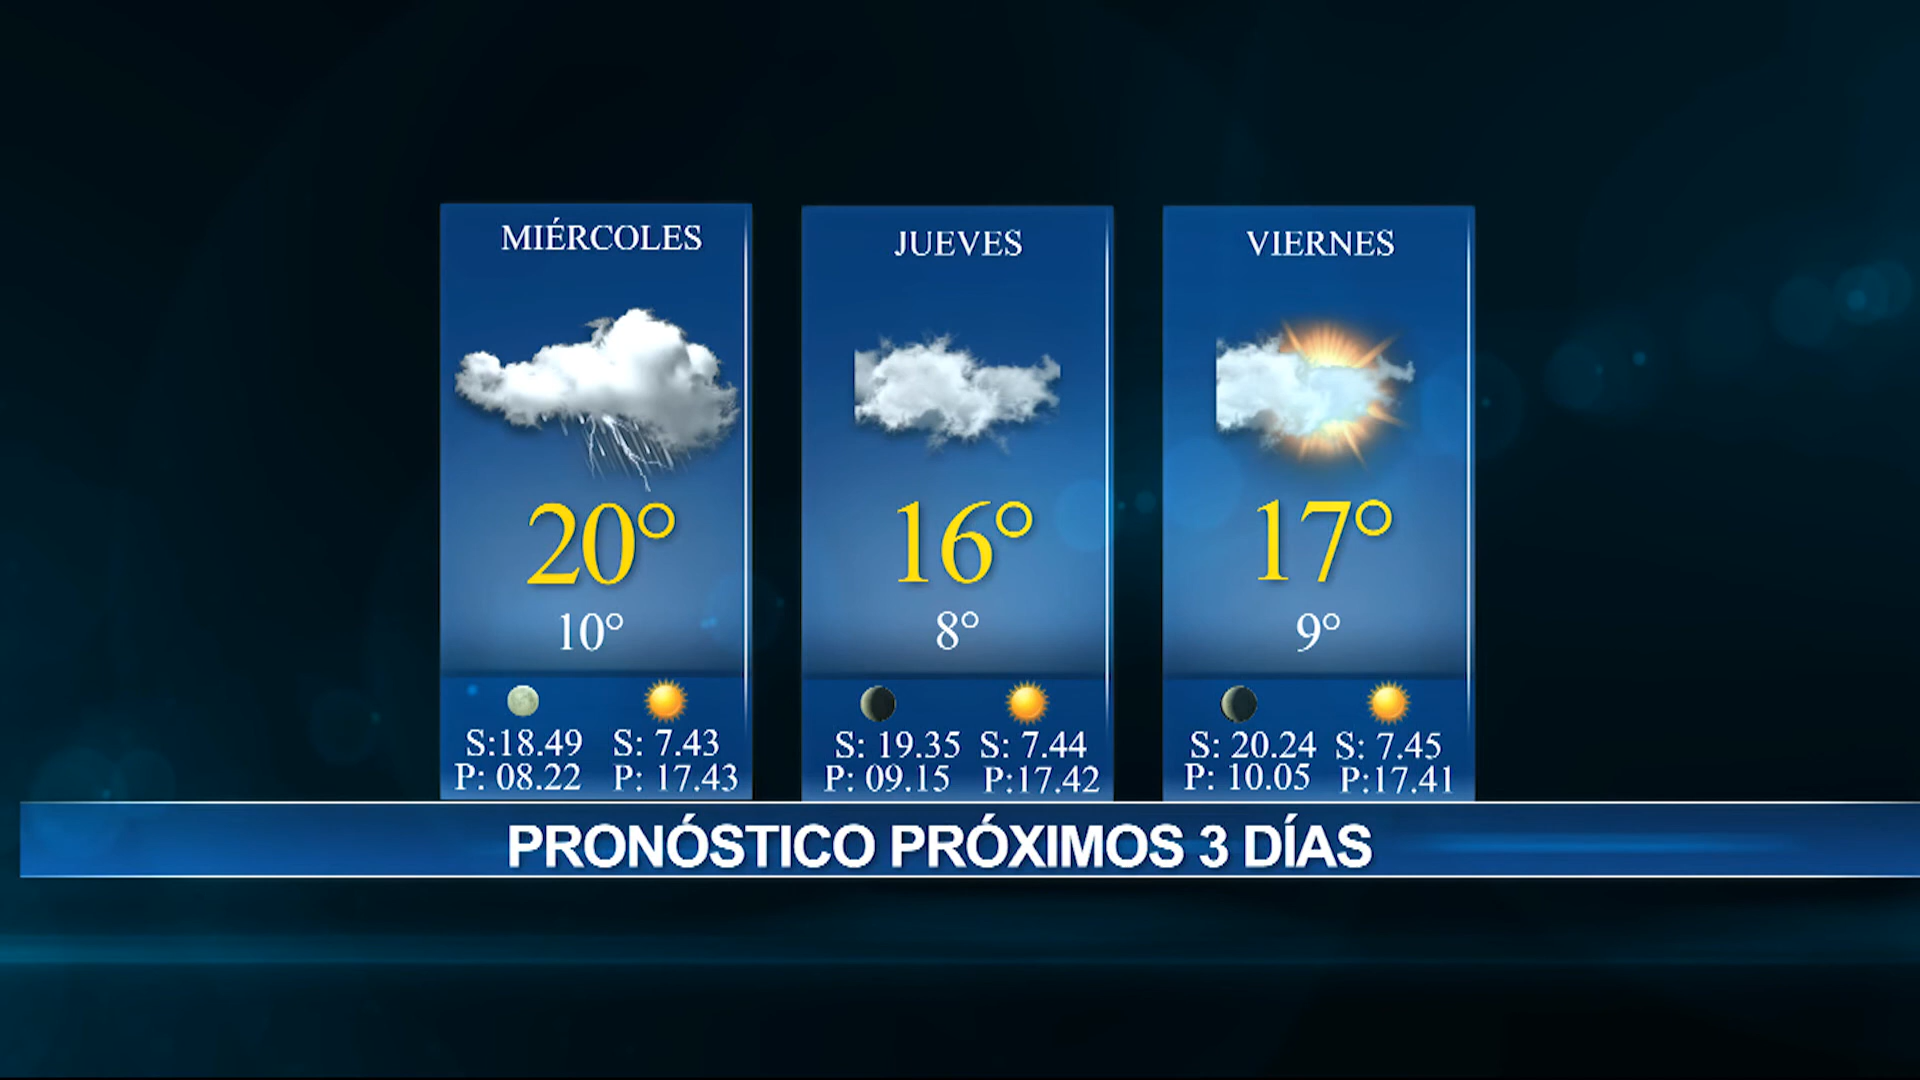 MIÉRCOLES
20°
10°
S:18.49 S: 7.43
P: 08.22 P: 17.43
JUEVES
16°
8°
S: 19.35 S: 7.44
P: 09.15 P:17.42
VIERNES
17°
9°
S: 20.24 S: 7.45
P: 10.05 P:17.41
PRONÓSTICO PRÓXIMOS 3 DÍAS